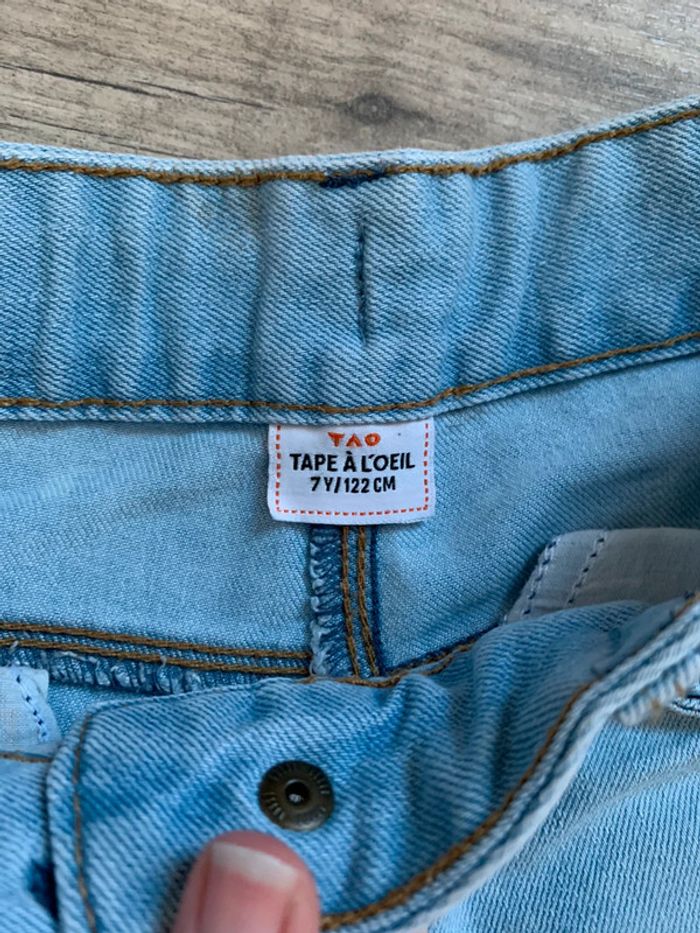 TAO
TAPE À L'OEIL
7 Y/122 CM